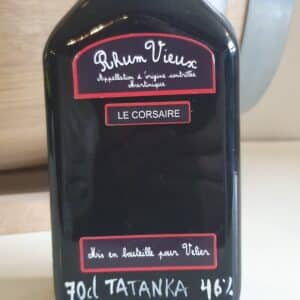 Rhum Vieux
Appellation d'origine contrôlée
Martinique
LE CORSAIRE
Mis en bouteille pour Velier
70cl TATANKA 46%